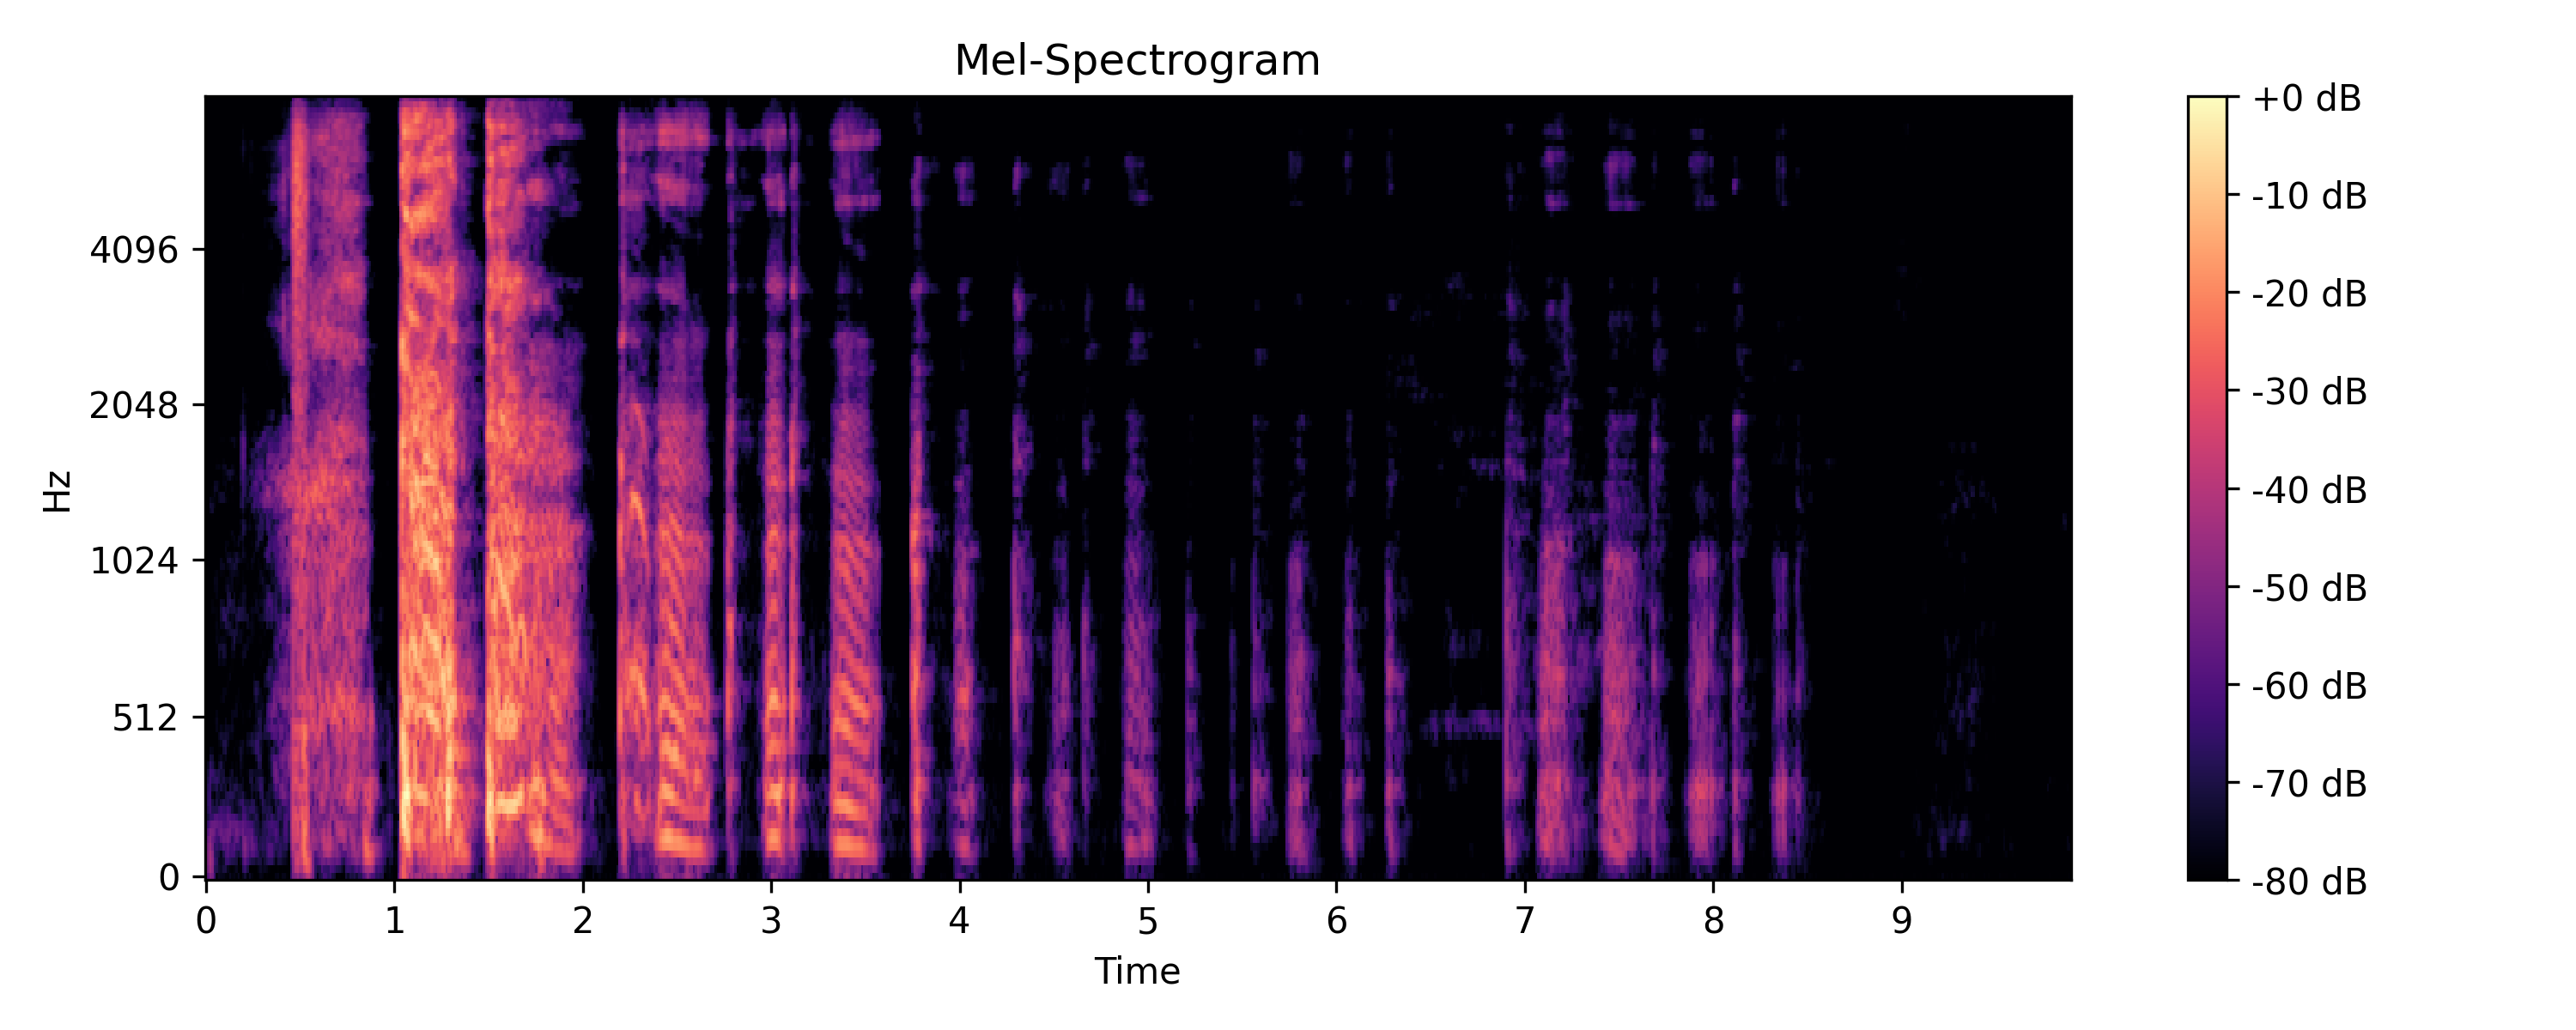 Mel-Spectrogram
+0 dB
-10 dB
-20 dB
-30 dB
-40 dB
-50 dB
-60 dB
-70 dB
-80 dB
Hz
4096
2048
1024
512
0
0 1 2 3 4 5 6 7 8 9
Time